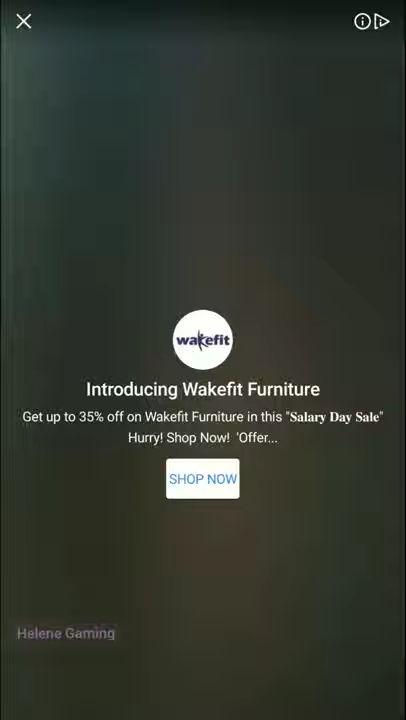 wakefit
Introducing Wakefit Furniture
Get up to 35% off on Wakefit Furniture in this "𝐒𝐚𝐥𝐚𝐫𝐲 𝐃𝐚𝐲 𝐒𝐚𝐥𝐞"
Hurry! Shop Now! 'Offer...
SHOP NOW
Helene Gaming